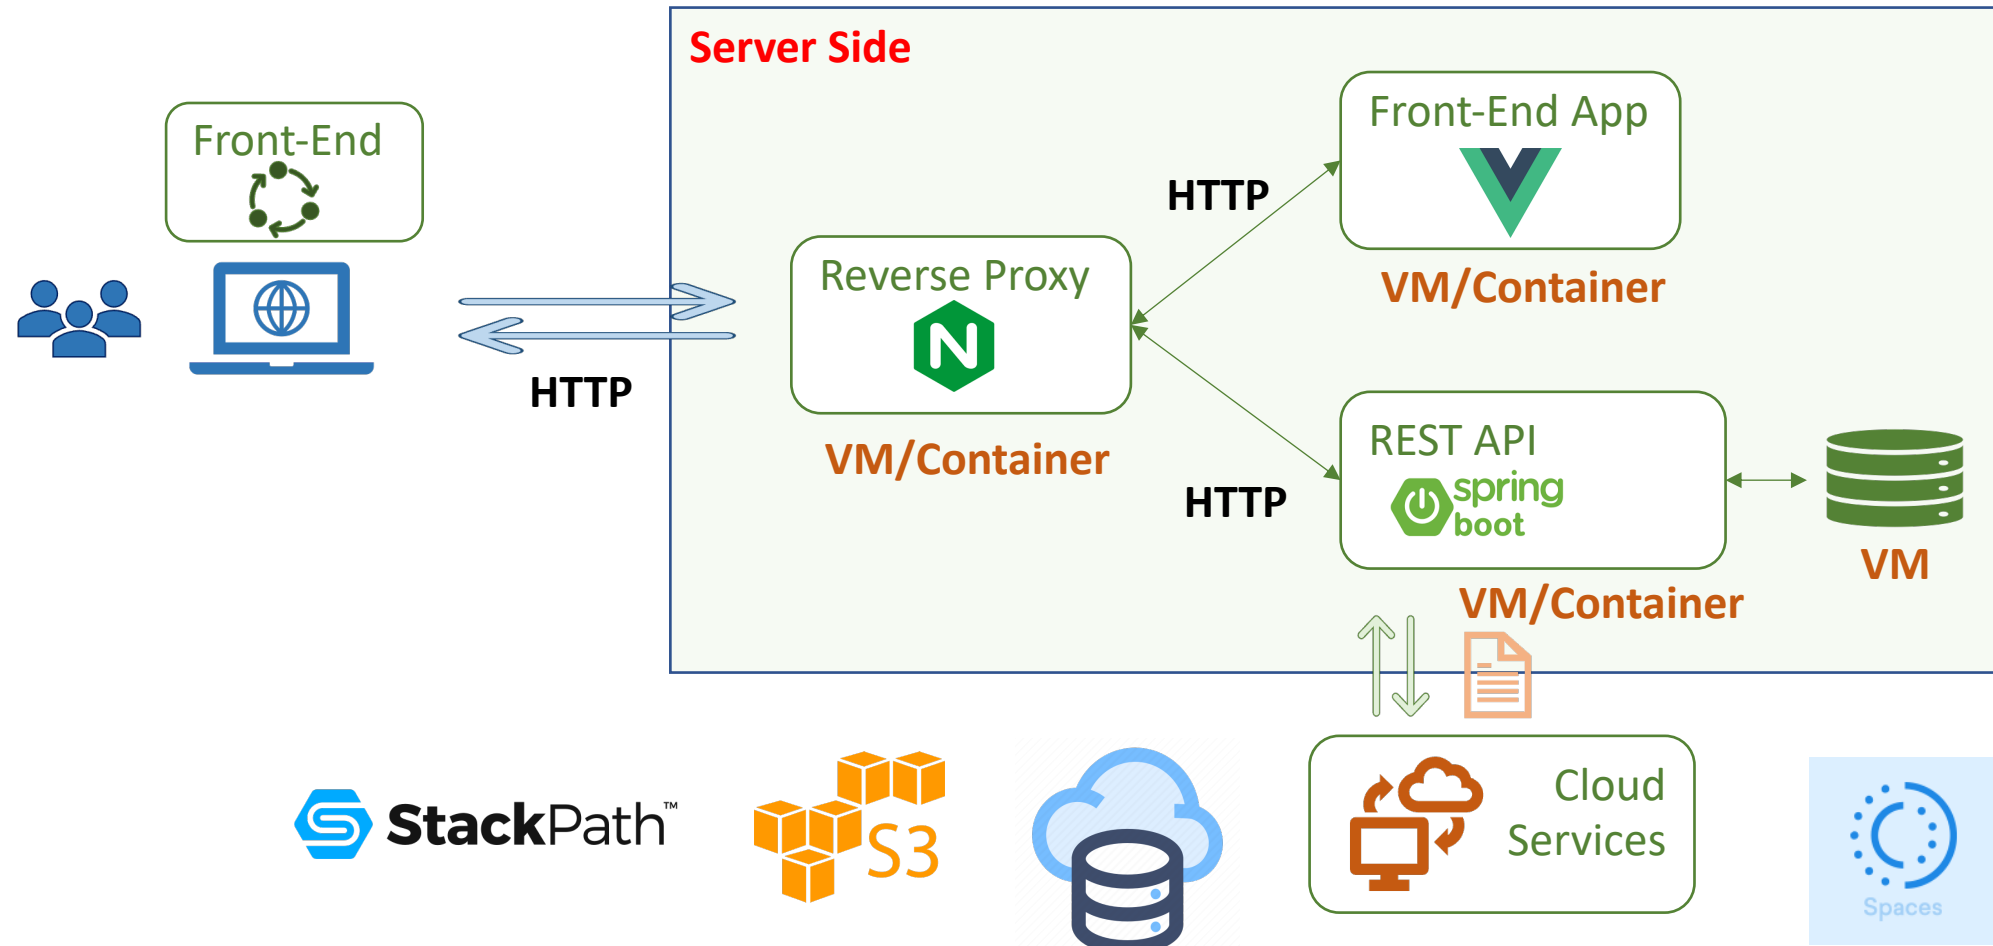 Server Side
Front-End
Front-End App
HTTP
Reverse Proxy
N
VM/Container
HTTP
VM/Container
REST API
spring
boot
HTTP
VM
VM/Container
StackPath™
S3
Cloud
Services
Spaces